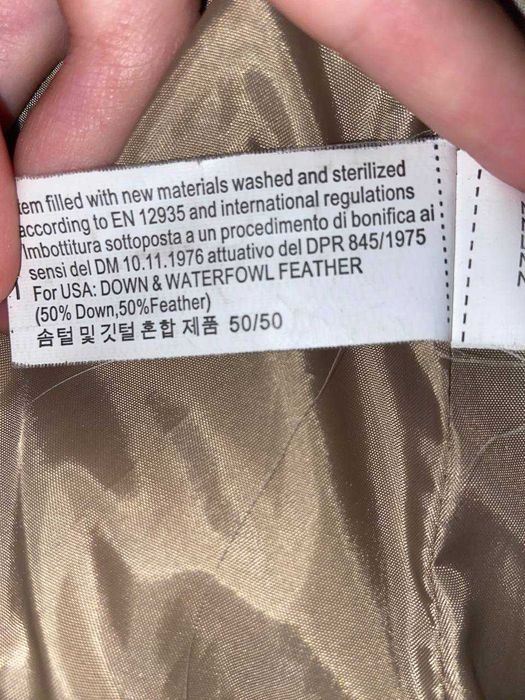 tem filled with new materials washed and sterilized
according to EN 12935 and international regulations
Imbottitura sottoposta a un procedimento di bonifica ai
sensi del DM 10.11.1976 attuativo del DPR 845/1975
For USA: DOWN & WATERFOWL FEATHER
(50% Down,50%Feather)
솜털 및 깃털 혼합 제품 50/50